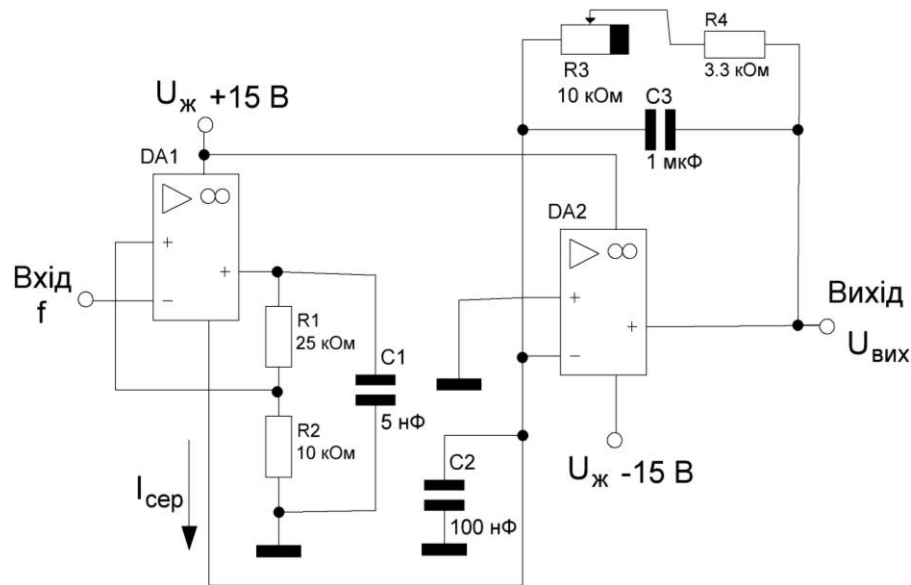 R4
R3
3.3 кОм
10 кОм
C3
1 мкФ
Uж +15 В
DA1
DA2
+
+
Вхід
f
−
R1
25 кОм
C1
+
+
−
Вихід
Uвих
5 нФ
R2
10 кОм
Iсер
C2
100 нФ
Uж -15 В